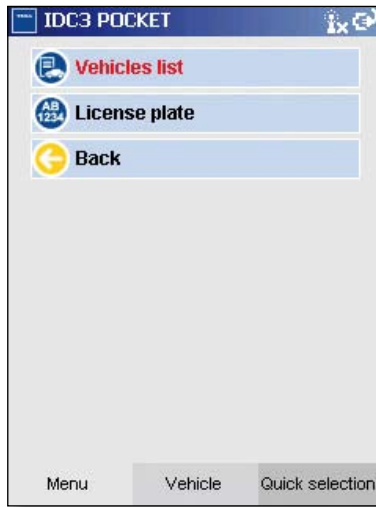 IDC3 POCKET
Vehicles list
AB
1234
License plate
Back
Menu Vehicle Quick selection